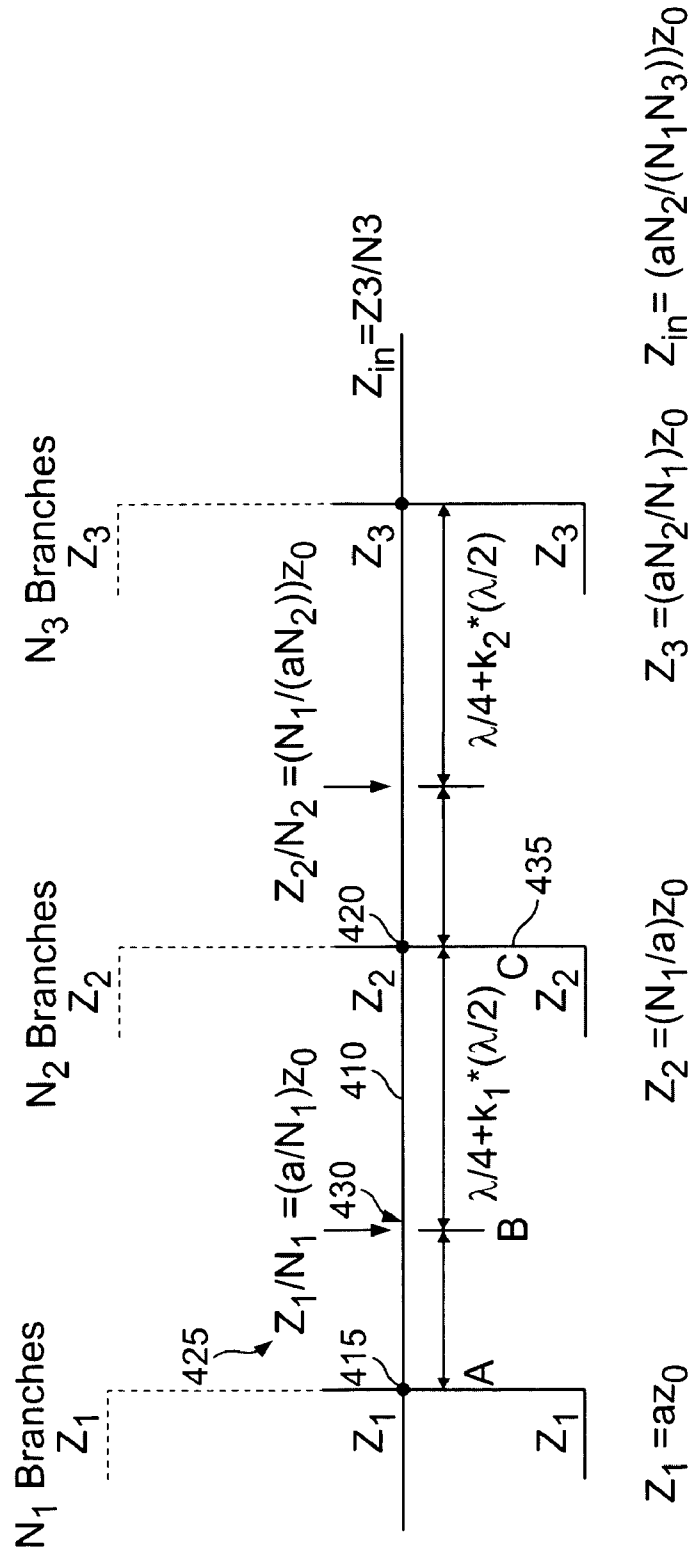 N1 Branches
Z1
N2 Branches
Z2
N3 Branches
Z3
425
Z1/N1 =(a/N1)z0
Z2/N2 =(N1/(aN2))z0
Zin=Z3/N3
415
430
410
420
Z1
Z2
Z3
A
B
λ/4+k1*(λ/2)
C
435
λ/4+k2*(λ/2)
Z1
Z2
Z3
Z1 =az0
Z2 =(N1/a)z0
Z3 =(aN2/N1)z0
Zin= (aN2/(N1N3))z0